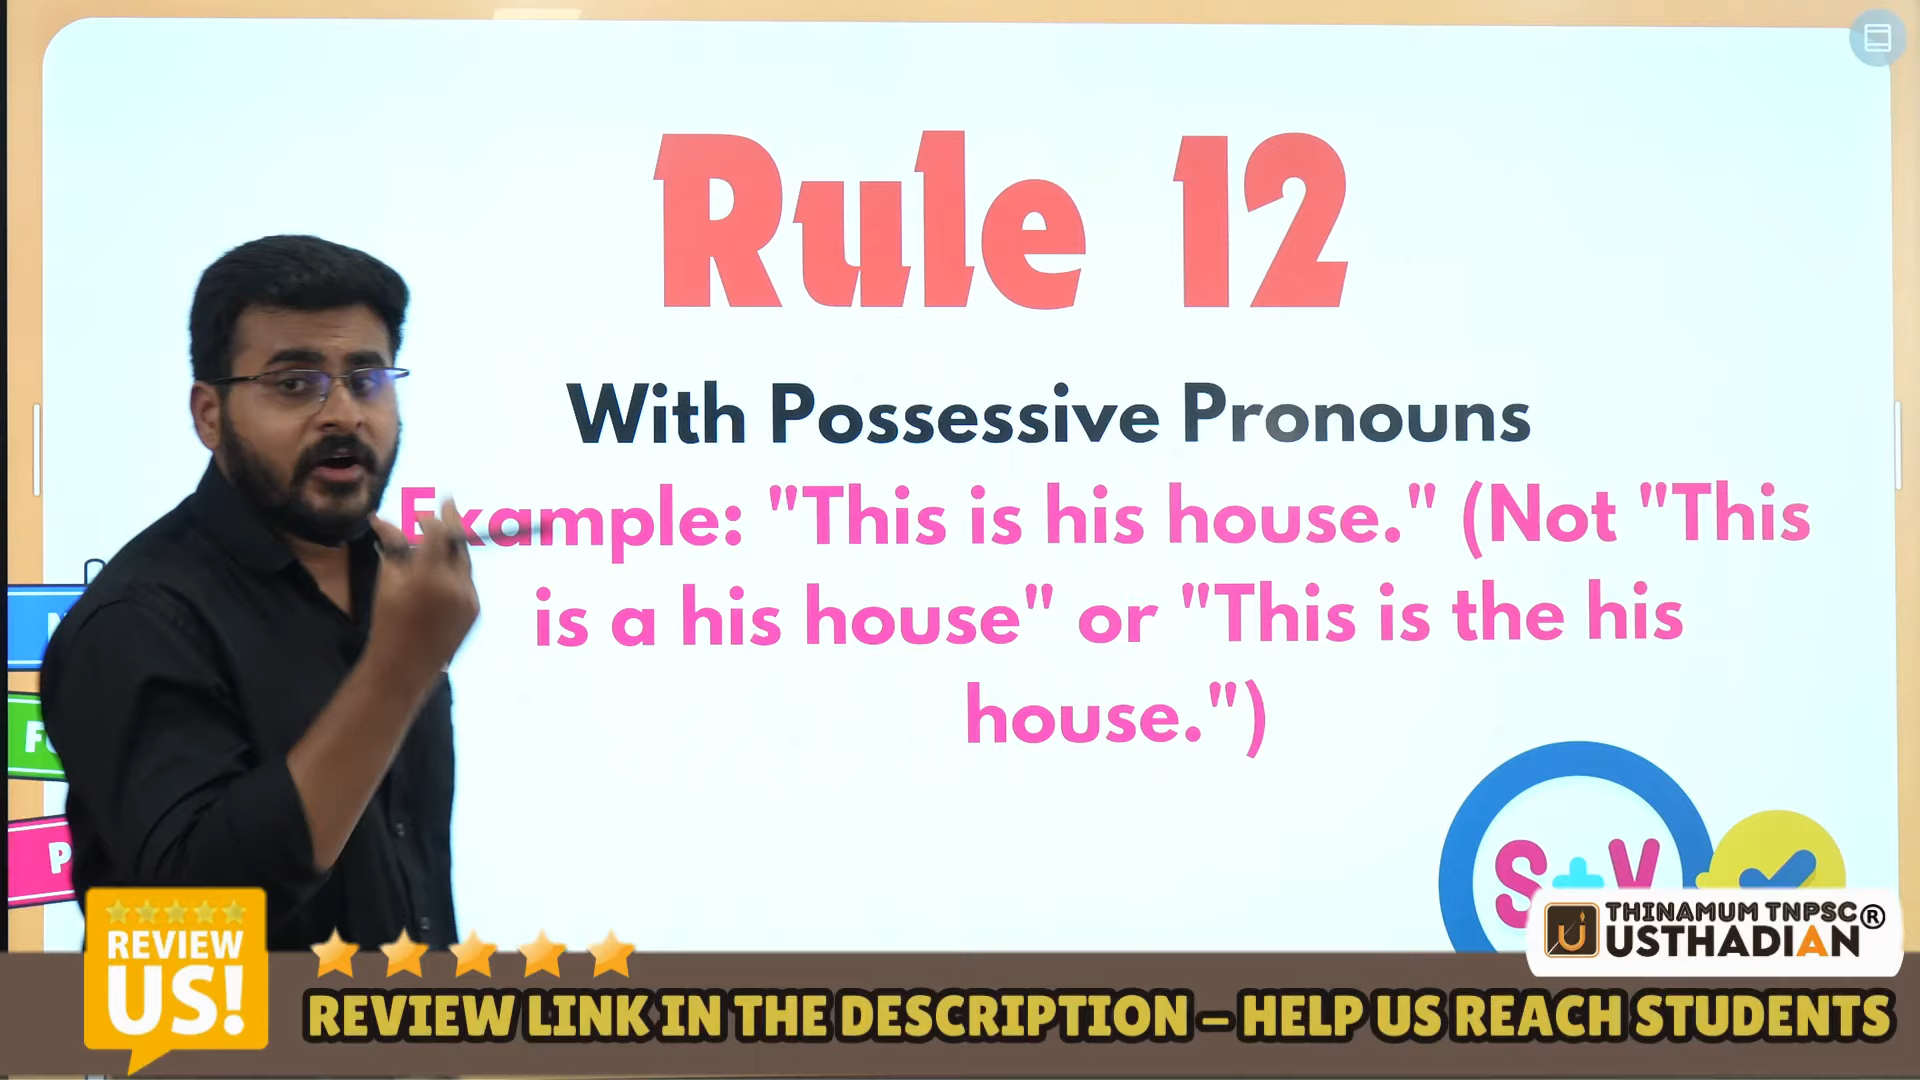 Rule 12
With Possessive Pronouns
Example: "This is his house." (Not "This
is a his house" or "This is the his
house.")
S+V
REVIEW
US!
THINAMUM TNPSC®
USTHADIAN
REVIEW LINK IN THE DESCRIPTION – HELP US REACH STUDENTS